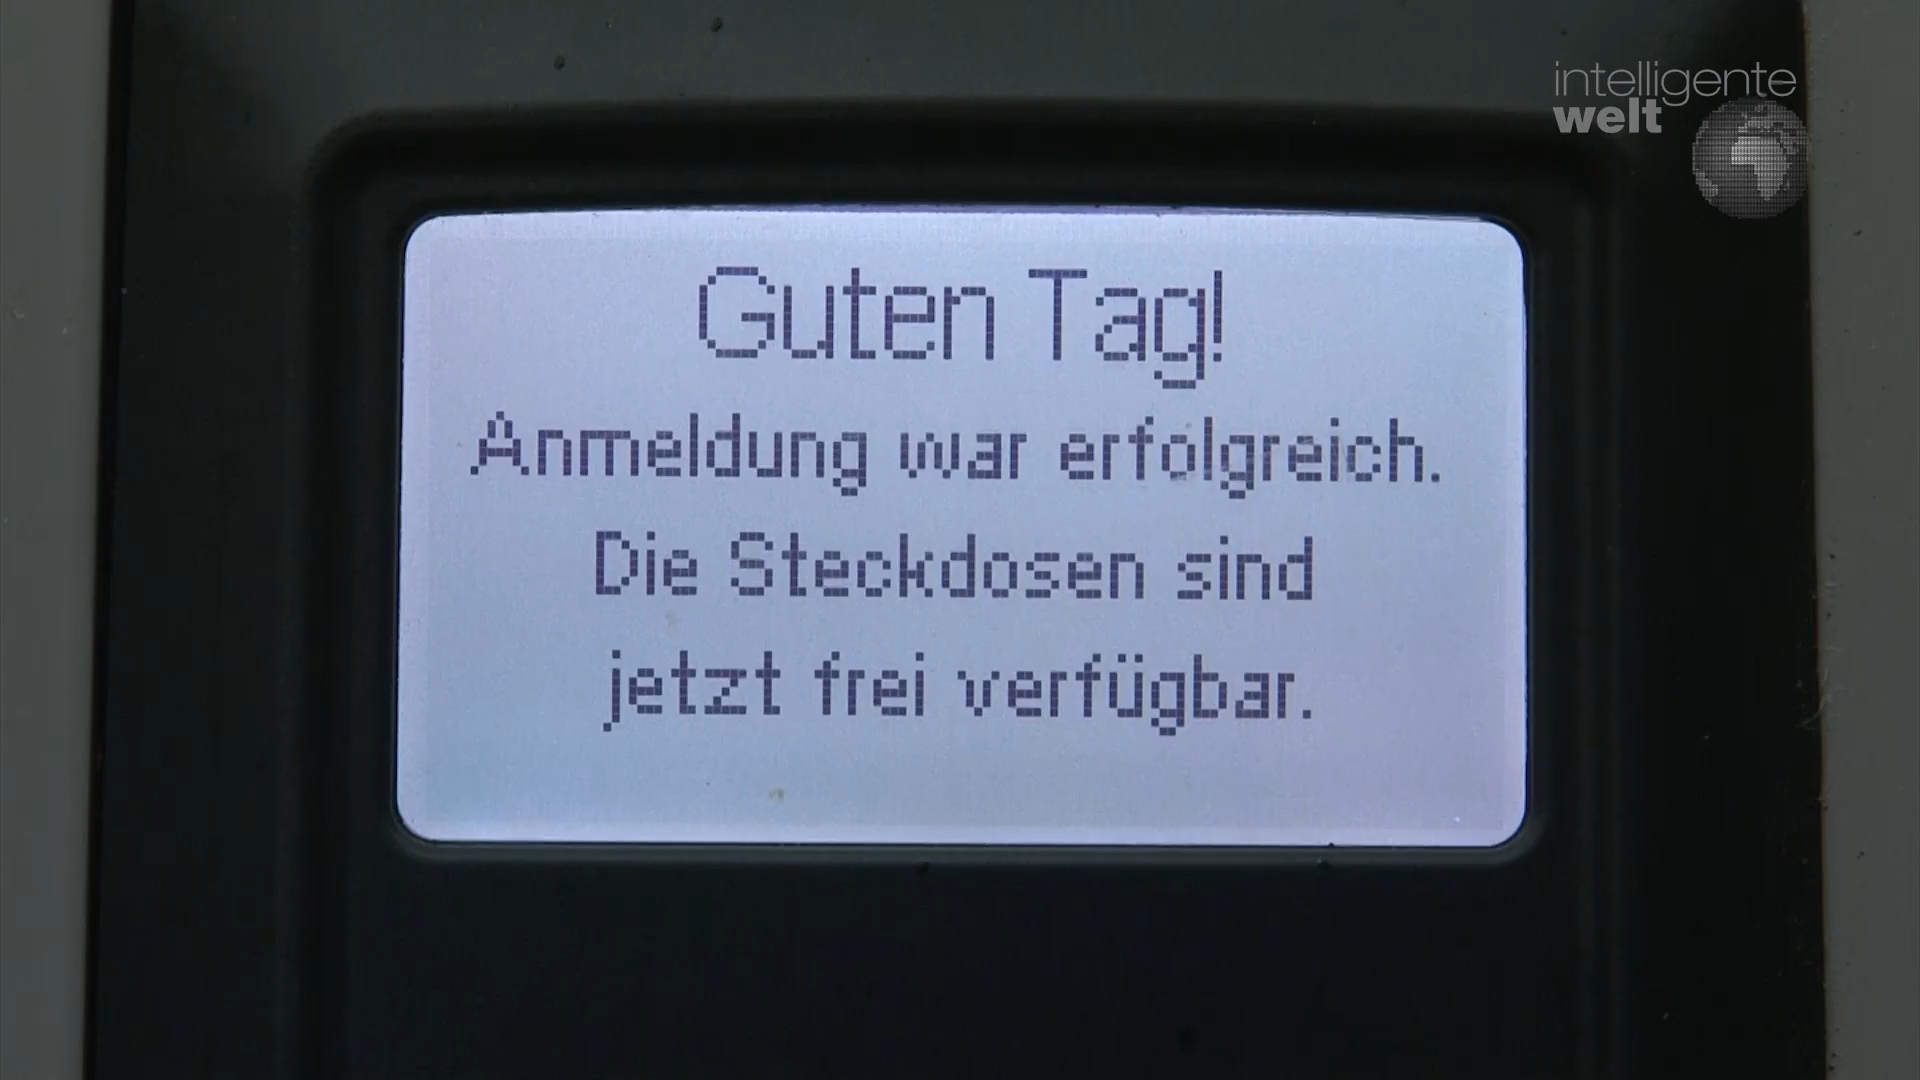 intelligente
welt
Guten Tag!
Anmeldung war erfolgreich.
Die Steckdosen sind
jetzt frei verfügbar.